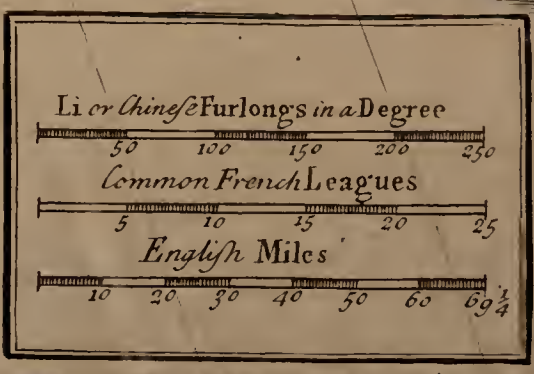 Li or Chineſe Furlongs in a Degree
50 100 150 200 250
Common French Leagues
5 10 15 20 25
Engliſh Miles
10 20 30 40 50 60 69 1/4